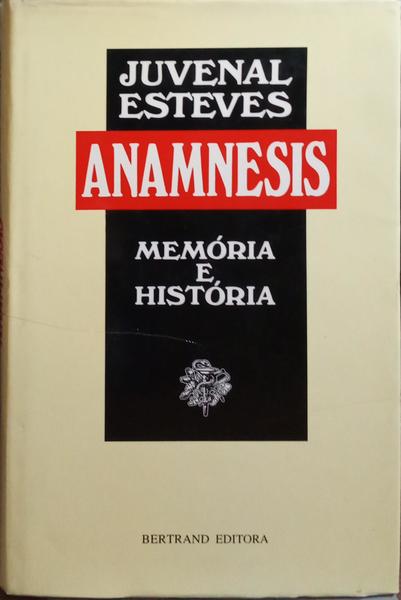 JUVENAL
ESTEVES
ANAMNESIS
MEMÓRIA
E
HISTÓRIA
BERTRAND EDITORA